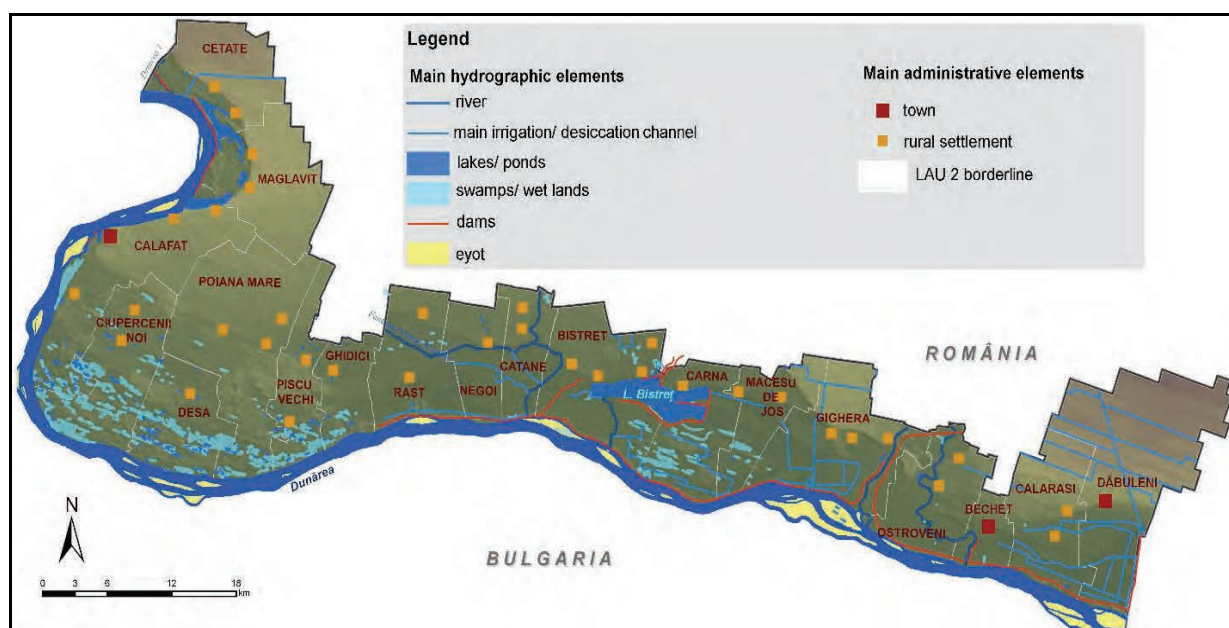 Legend
Main hydrographic elements
river
main irrigation/ desiccation channel
lakes/ ponds
swamps/ wet lands
dams
eyot
Main administrative elements
town
rural settlement
LAU 2 borderline
CETATE
MAGLAVIT
CALAFAT
POIANA MARE
CIUPERCENII
NOI
DESA
PISCU
VECHI
GHIDICI
RAST
NEGOI
CATANE
BISTRET
L. Bistreț
CARNA
MACESU
DE
JOS
GIGHERA
OSTROVENI
BECHET
CALARASI
DĂBULENI
ROMÂNIA
BULGARIA
Dunărea
N
0 3 6 12 18
km